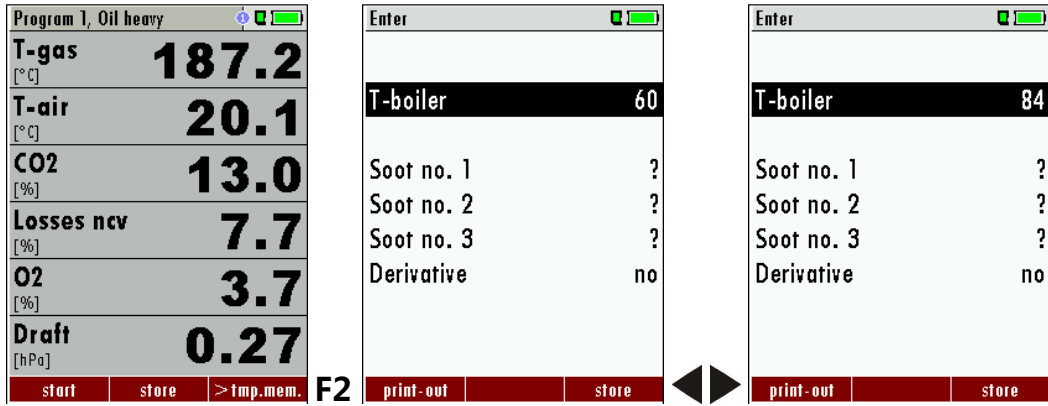 Program 1, Oil heavy
T-gas 187.2
[°C]
T-air 20.1
[°C]
CO2 13.0
[%]
Losses ncv 7.7
[%]
O2 3.7
[%]
Draft 0.27
[hPa]
start store >tmp.mem.
F2
Enter
T-boiler 60
Soot no. 1 ?
Soot no. 2 ?
Soot no. 3 ?
Derivative no
print-out store
Enter
T-boiler 84
Soot no. 1 ?
Soot no. 2 ?
Soot no. 3 ?
Derivative no
print-out store